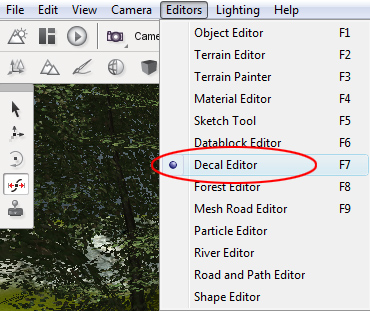 File Edit View Camera Editors Lighting Help
Object Editor F1
Terrain Editor F2
Came
Terrain Painter F3
Material Editor F4
Sketch Tool F5
Datablock Editor F6
Decal Editor F7
Forest Editor F8
Mesh Road Editor F9
Particle Editor
River Editor
Road and Path Editor
Shape Editor